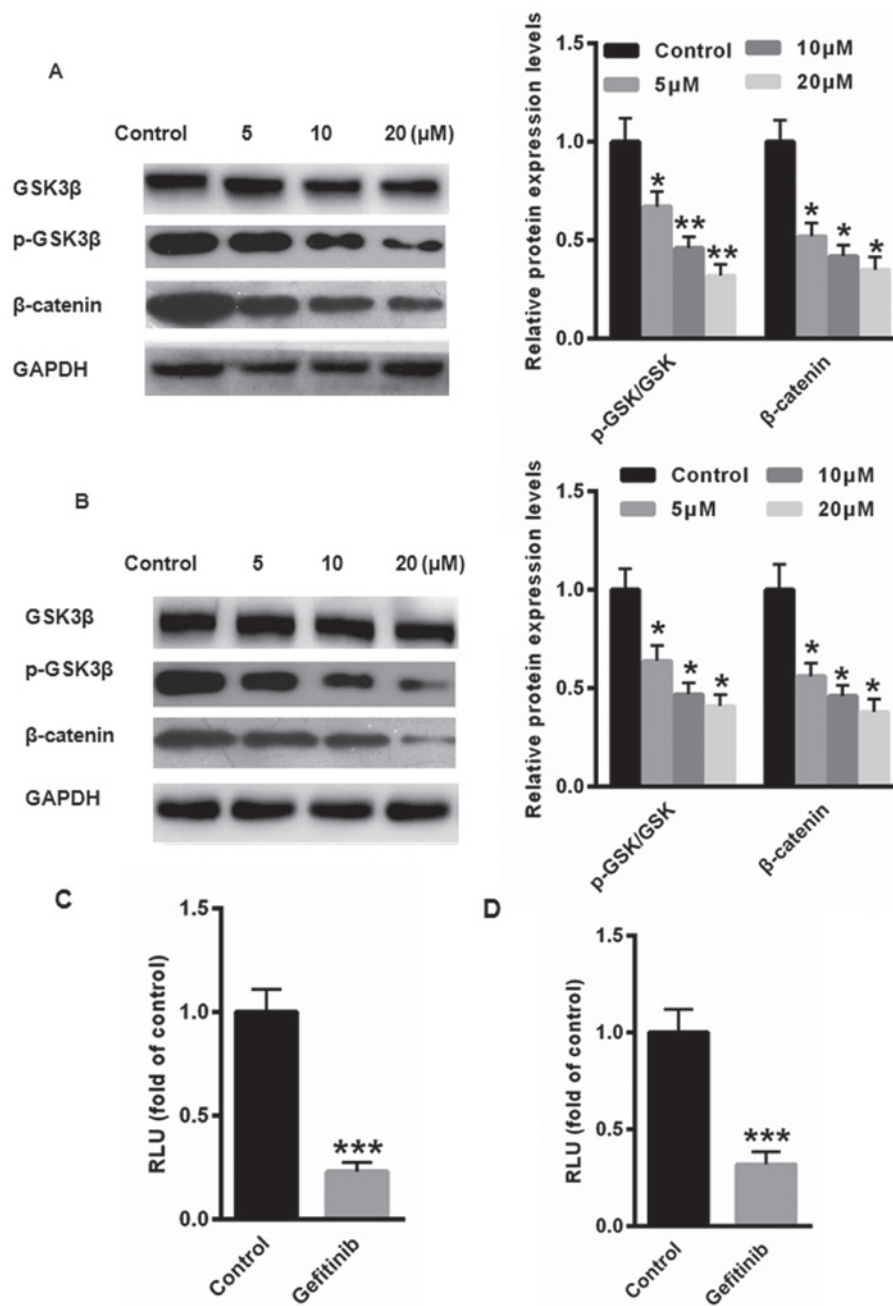 A
Control 5 10 20 (μM)
GSK3β
p-GSK3β
β-catenin
GAPDH
Relative protein expression levels
1.5
1.0
0.5
0.0
Control 10μM
5μM 20μM
* ** ** * * *
p-GSK/GSK β-catenin
B
Control 5 10 20 (μM)
GSK3β
p-GSK3β
β-catenin
GAPDH
Relative protein expression levels
1.5
1.0
0.5
0.0
Control 10μM
5μM 20μM
* * * * * *
p-GSK/GSK β-catenin
C
RLU (fold of control)
1.5
1.0
0.5
0.0
***
Control Gefitinib
D
RLU (fold of control)
1.5
1.0
0.5
0.0
***
Control Gefitinib